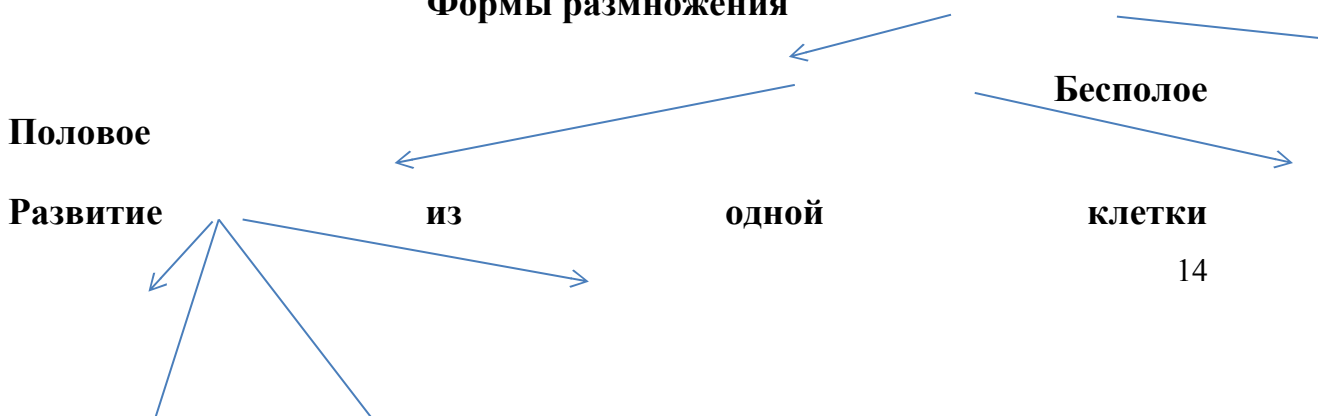 Формы размножения
Бесполое
Половое
Развитие из одной клетки
14